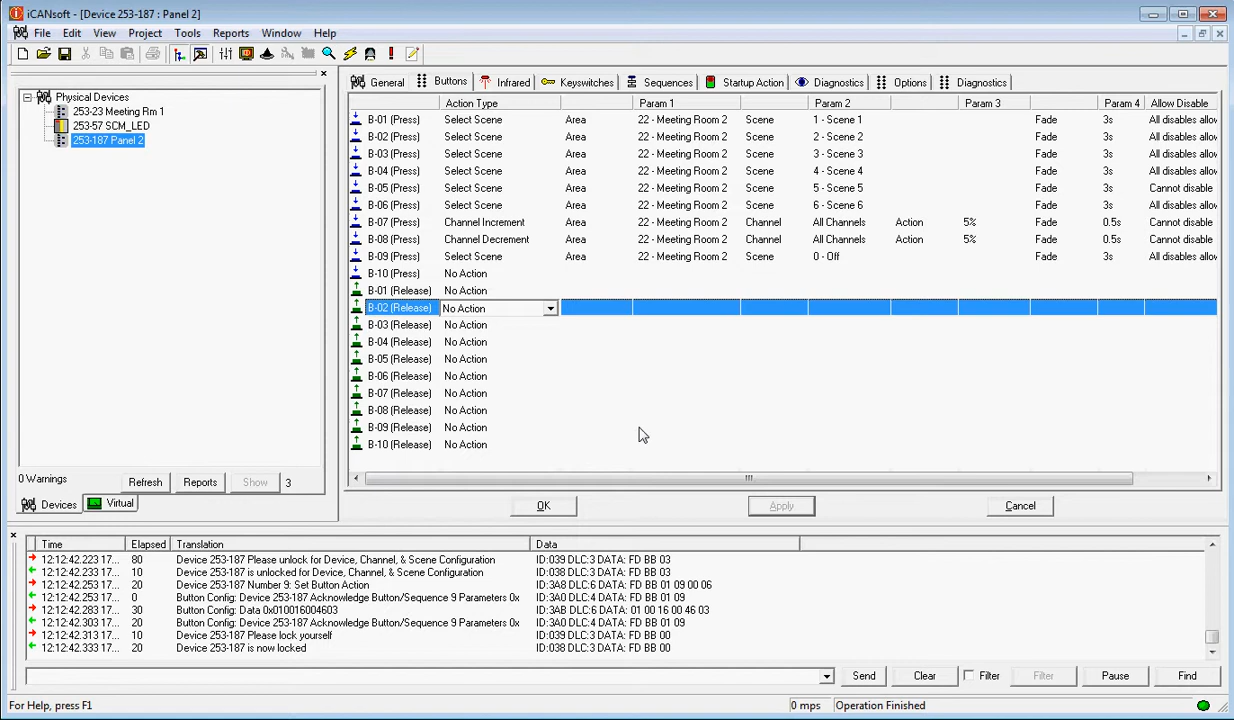 iCANsoft - [Device 253-187 : Panel 2]
File Edit View Project Tools Reports Window Help
Physical Devices
253-23 Meeting Rm 1
253-57 SCM_LED
253-187 Panel 2
0 Warnings Refresh Reports Show 3
Devices Virtual
General Buttons Infrared Keyswitches Sequences Startup Action Diagnostics Options Diagnostics
Action Type Param 1 Param 2 Param 3 Param 4 Allow Disable
B-01 (Press) Select Scene Area 22 - Meeting Room 2 Scene 1 - Scene 1 Fade 3s All disables allow
B-02 (Press) Select Scene Area 22 - Meeting Room 2 Scene 2 - Scene 2 Fade 3s All disables allow
B-03 (Press) Select Scene Area 22 - Meeting Room 2 Scene 3 - Scene 3 Fade 3s All disables allow
B-04 (Press) Select Scene Area 22 - Meeting Room 2 Scene 4 - Scene 4 Fade 3s All disables allow
B-05 (Press) Select Scene Area 22 - Meeting Room 2 Scene 5 - Scene 5 Fade 3s Cannot disable
B-06 (Press) Select Scene Area 22 - Meeting Room 2 Scene 6 - Scene 6 Fade 3s All disables allow
B-07 (Press) Channel Increment Area 22 - Meeting Room 2 Channel All Channels Action 5% Fade 0.5s Cannot disable
B-08 (Press) Channel Decrement Area 22 - Meeting Room 2 Channel All Channels Action 5% Fade 0.5s Cannot disable
B-09 (Press) Select Scene Area 22 - Meeting Room 2 Scene 0 - Off Fade 3s All disables allow
B-10 (Press) No Action
B-01 (Release) No Action
B-02 (Release) No Action
B-03 (Release) No Action
B-04 (Release) No Action
B-05 (Release) No Action
B-06 (Release) No Action
B-07 (Release) No Action
B-08 (Release) No Action
B-09 (Release) No Action
B-10 (Release) No Action
OK Apply Cancel
Time Elapsed Translation Data
12:12:42.223 17... 80 Device 253-187 Please unlock for Device, Channel, & Scene Configuration ID:039 DLC:3 DATA: FD BB 03
12:12:42.233 17... 10 Device 253-187 is unlocked for Device, Channel, & Scene Configuration ID:038 DLC:3 DATA: FD BB 03
12:12:42.253 17... 20 Device 253-187 Number 9: Set Button Action ID:3A8 DLC:6 DATA: FD BB 01 09 00 06
12:12:42.253 17... 0 Button Config: Device 253-187 Acknowledge Button/Sequence 9 Parameters 0x ID:3A0 DLC:4 DATA: FD BB 01 09
12:12:42.283 17... 30 Button Config: Data 0x010016004603 ID:3AB DLC:6 DATA: 01 00 16 00 46 03
12:12:42.303 17... 20 Button Config: Device 253-187 Acknowledge Button/Sequence 9 Parameters 0x ID:3A0 DLC:4 DATA: FD BB 01 09
12:12:42.313 17... 10 Device 253-187 Please lock yourself ID:039 DLC:3 DATA: FD BB 00
12:12:42.333 17... 20 Device 253-187 is now locked ID:038 DLC:3 DATA: FD BB 00
Send Clear Filter Filter Pause Find
For Help, press F1 0 mps Operation Finished